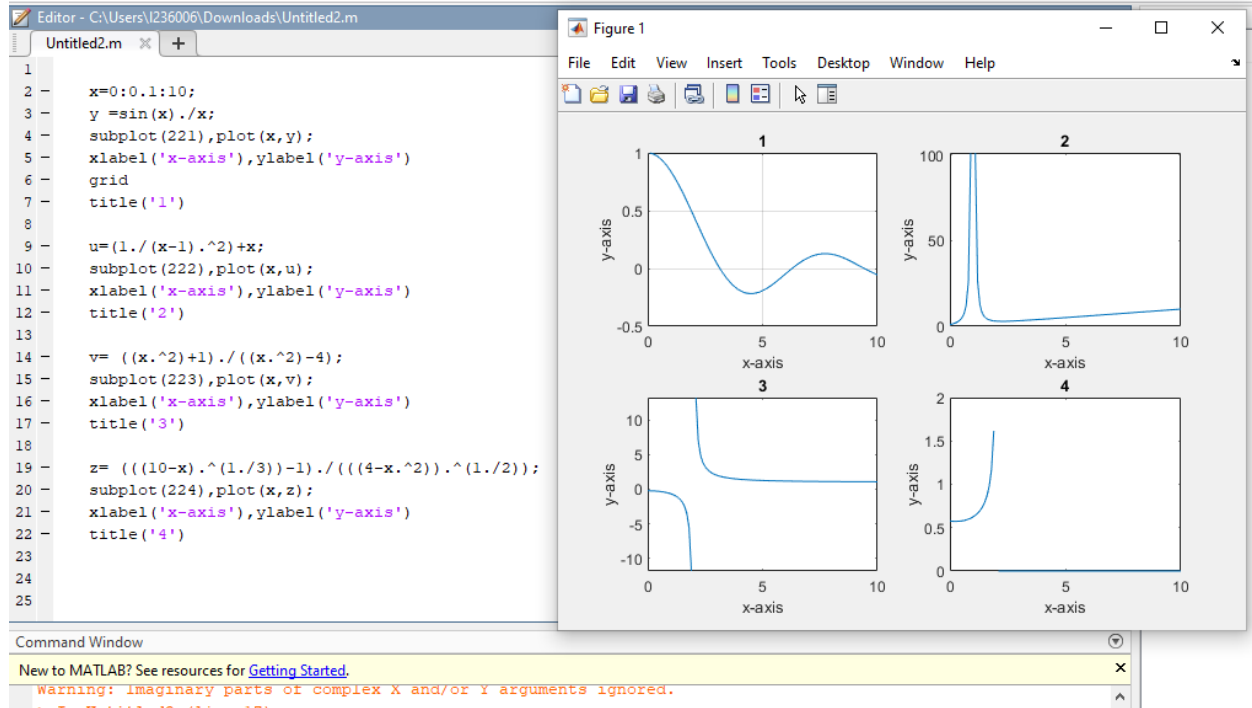 Editor - C:\Users\I236006\Downloads\Untitled2.m
Untitled2.m × +
1
2 - x=0:0.1:10;
3 - y =sin(x)./x;
4 - subplot(221),plot(x,y);
5 - xlabel('x-axis'),ylabel('y-axis')
6 - grid
7 - title('1')
8
9 - u=(1./(x-1).^2)+x;
10 - subplot(222),plot(x,u);
11 - xlabel('x-axis'),ylabel('y-axis')
12 - title('2')
13
14 - v= ((x.^2)+1)./((x.^2)-4);
15 - subplot(223),plot(x,v);
16 - xlabel('x-axis'),ylabel('y-axis')
17 - title('3')
18
19 - z= (((10-x).^(1./3))-1)./(((4-x.^2)).^(1./2));
20 - subplot(224),plot(x,z);
21 - xlabel('x-axis'),ylabel('y-axis')
22 - title('4')
23
24
25
Figure 1
File Edit View Insert Tools Desktop Window Help
1
1
0.5
0
-0.5
y-axis
0 5 10
x-axis
2
100
50
0
y-axis
0 5 10
x-axis
3
10
5
0
-5
-10
y-axis
0 5 10
x-axis
4
2
1.5
1
0.5
0
y-axis
0 5 10
x-axis
Command Window
New to MATLAB? See resources for Getting Started.
Warning: Imaginary parts of complex X and/or Y arguments ignored.